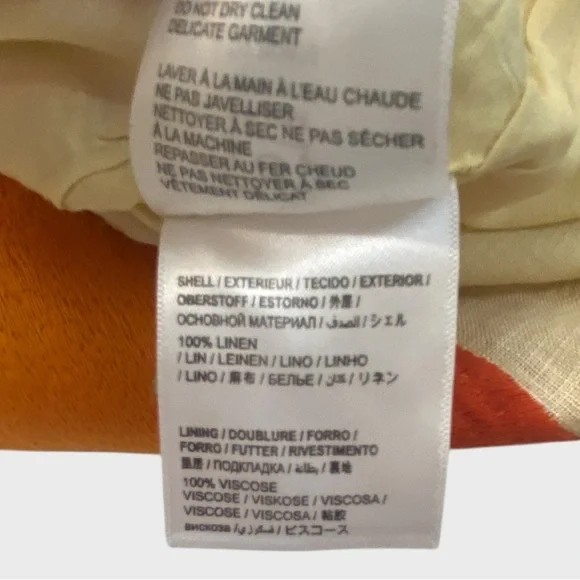 DO NOT DRY CLEAN
DELICATE GARMENT
LAVER À LA MAIN À L'EAU CHAUDE
NE PAS JAVELLISER
NETTOYER À SEC NE PAS SÉCHER
À LA MACHINE
REPASSER AU FER CHEUD
NE PAS NETTOYER À SEC
VÊTEMENT DÉLICAT
SHELL / EXTERIEUR / TECIDO / EXTERIOR /
OBERSTOFF / ESTORNO / 外層 /
ОСНОВНОЙ МАТЕРИАЛ / الصدف / シェル
100% LINEN
/ LIN / LEINEN / LINO / LINHO
/ LINO / 麻布 / БЕЛЬЕ / كتان / リネン
LINING / DOUBLURE / FORRO /
FORRO / FUTTER / RIVESTIMENTO
/ ПОДКЛАДКА / بطانة / 裏地
100% VISCOSE
VISCOSE / VISKOSE / VISCOSA /
VISCOSE / VISCOSA / 粘胶
ВИСКОЗА / فسكوزي / ビスコース